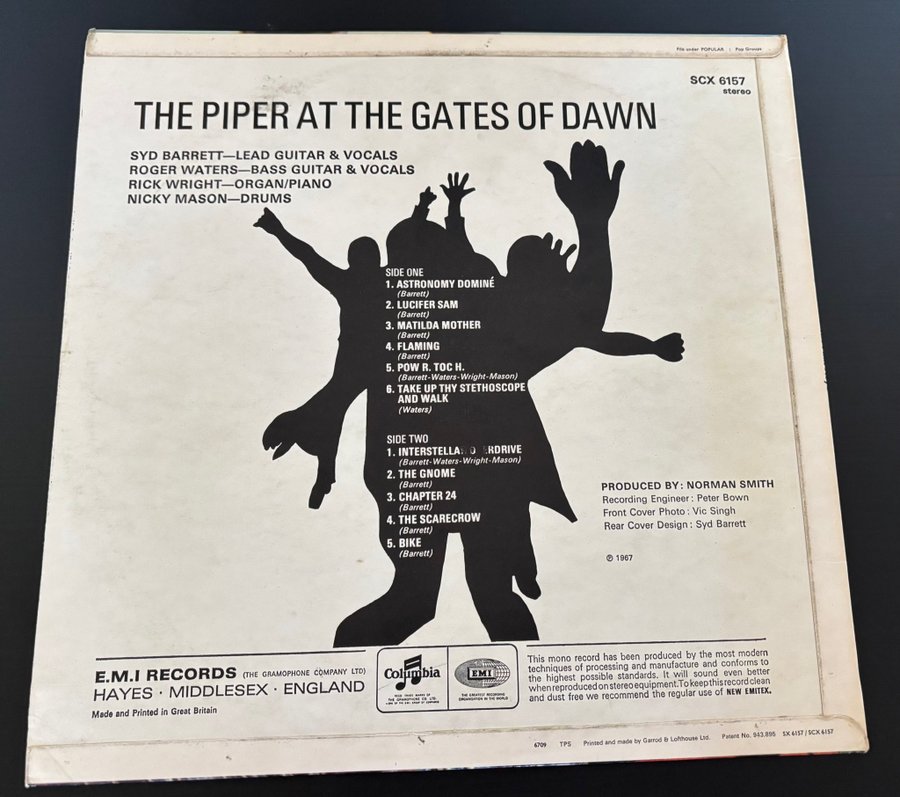 File under POPULAR : Pop Groups
SCX 6157
stereo
THE PIPER AT THE GATES OF DAWN
SYD BARRETT—LEAD GUITAR & VOCALS
ROGER WATERS—BASS GUITAR & VOCALS
RICK WRIGHT—ORGAN/PIANO
NICKY MASON—DRUMS
SIDE ONE
1. ASTRONOMY DOMINÉ
(Barrett)
2. LUCIFER SAM
(Barrett)
3. MATILDA MOTHER
(Barrett)
4. FLAMING
(Barrett)
5. POW R. TOC H.
(Barrett-Waters-Wright-Mason)
6. TAKE UP THY STETHOSCOPE
AND WALK
(Waters)
SIDE TWO
1. INTERSTELLA O ERDRIVE
(Barrett-Waters-Wright-Mason)
2. THE GNOME
(Barrett)
3. CHAPTER 24
(Barrett)
4. THE SCARECROW
(Barrett)
5. BIKE
(Barrett)
PRODUCED BY: NORMAN SMITH
Recording Engineer: Peter Bown
Front Cover Photo: Vic Singh
Rear Cover Design: Syd Barrett
℗ 1967
E.M.I RECORDS (THE GRAMOPHONE COMPANY LTD)
HAYES · MIDDLESEX · ENGLAND
Made and Printed in Great Britain
Columbia
EMI
THE GREATEST RECORDING
ORGANISATION IN THE WORLD
This mono record has been produced by the most modern
techniques of processing and manufacture and conforms to
the highest possible standards. It will sound even better
when reproduced on stereo equipment. To keep this record clean
and dust free we recommend the regular use of NEW EMITEX.
6709 TPS Printed and made by Garrod & Lofthouse Ltd. Patent No. 943,895 SX 6157/SCX 6157